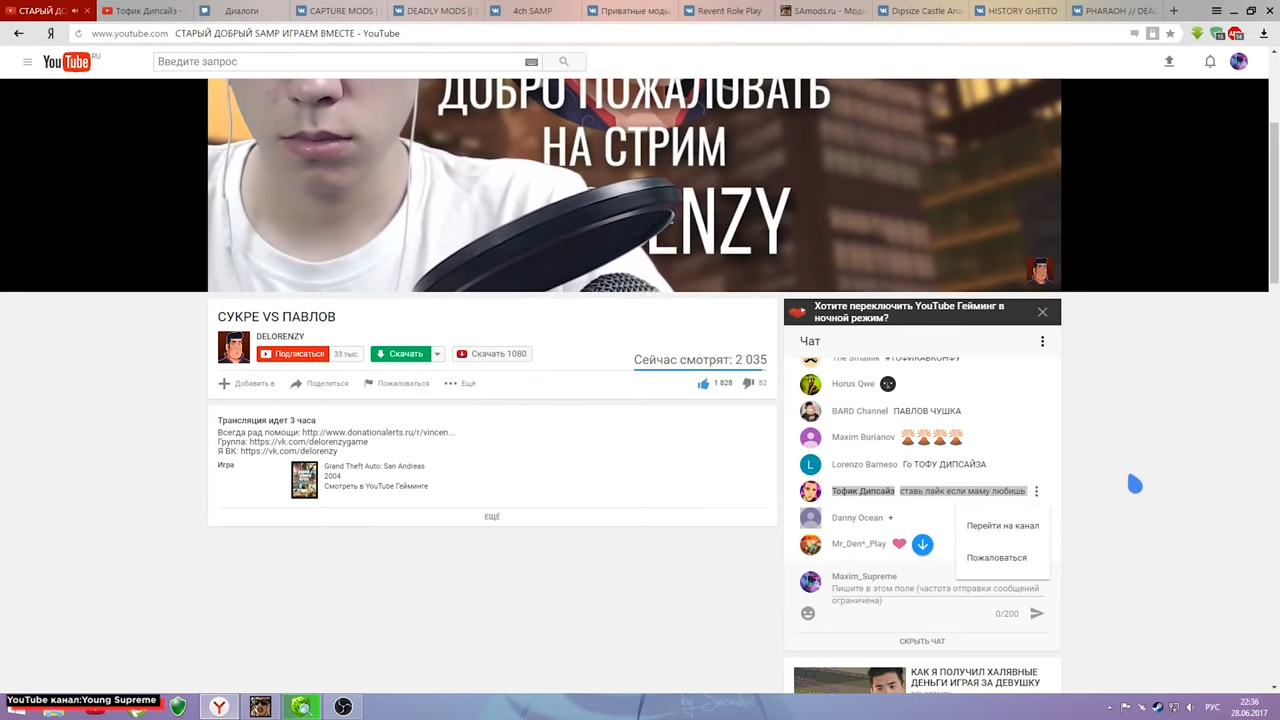 СТАРЫЙ ДО
Тофик Дипсайз -
Диалоги
CAPTURE MODS |
DEADLY MODS || S
4ch SAMP
Приватные моды
Revent Role Play
SAmods.ru - Моды
Dipsize Castle Ana
HISTORY GHETTO
PHARAOH // DEAG
www.youtube.com СТАРЫЙ ДОБРЫЙ SAMP ИГРАЕМ ВМЕСТЕ - YouTube
YouTube RU
Введите запрос
ДОБРО ПОЖАЛОВАТЬ
НА СТРИМ
ENZY
СУКРЕ VS ПАВЛОВ
DELORENZY
Подписаться 33 тыс.
Скачать
Скачать 1080
Сейчас смотрят: 2 035
Добавить в
Поделиться
Пожаловаться
Ещё
1 828
82
Трансляция идет 3 часа
Всегда рад помощи: http://www.donationalerts.ru/r/vincen...
Группа: https://vk.com/delorenzygame
Я ВК: https://vk.com/delorenzy
Игра
Grand Theft Auto: San Andreas
2004
Смотреть в YouTube Гейминге
ЕЩЁ
Хотите переключить YouTube Гейминг в
ночной режим?
Чат
The Smallik #ТОФИКАВКОНФУ
Horus Qwe
BARD Channel ПАВЛОВ ЧУШКА
Maxim Burianov
L
Lorenzo Barneso Го ТОФУ ДИПСАЙЗА
Тофик Дипсайз ставь лайк если маму любишь
Danny Ocean +
Mr_Den*_Play
Перейти на канал
Пожаловаться
Maxim_Supreme
Пишите в этом поле (частота отправки сообщений
ограничена)
0/200
СКРЫТЬ ЧАТ
КАК Я ПОЛУЧИЛ ХАЛЯВНЫЕ
ДЕНЬГИ ИГРАЯ ЗА ДЕВУШКУ
DELORENZY
YouTube канал:Young Supreme
РУС
22:36
28.06.2017